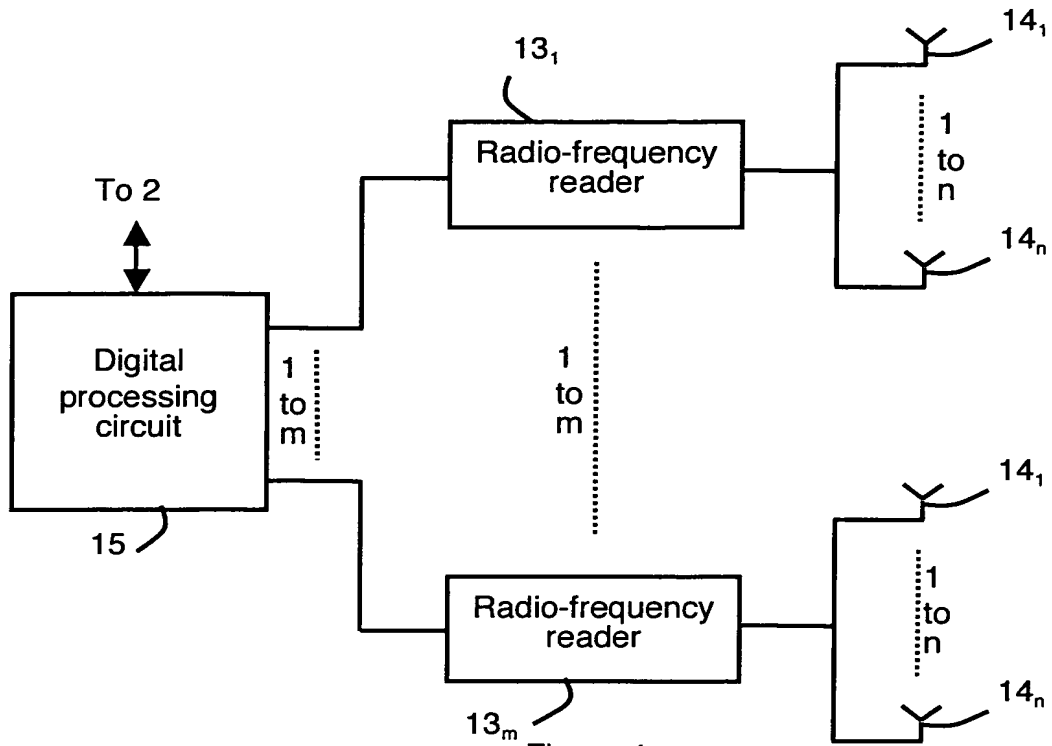 14₁
13₁
Radio-frequency
reader
1
to
n
To 2
14ₙ
Digital
processing
circuit
1
to
m
1
to
m
15
14₁
Radio-frequency
reader
1
to
n
14ₙ
13ₘ